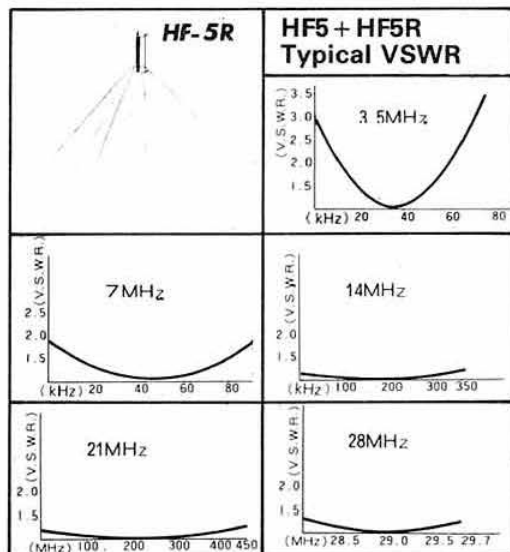 HF-5R
HF5 + HF5R
Typical VSWR
(V.S.W.R.)
3.5
3.0
2.5
2.0
1.5
3.5MHz
(kHz) 20 40 60 80
(V.S.W.R.)
2.5
2.0
1.5
7MHz
(kHz) 20 40 60 80
(V.S.W.R.)
2.0
1.5
14MHz
(kHz) 100 200 300 350
(V.S.W.R.)
2.0
1.5
21MHz
(MHz) 100. 200 300 400 450
(V.S.W.R.)
2.0
1.5
28MHz
(MHz) 28.5 29.0 29.5 29.7